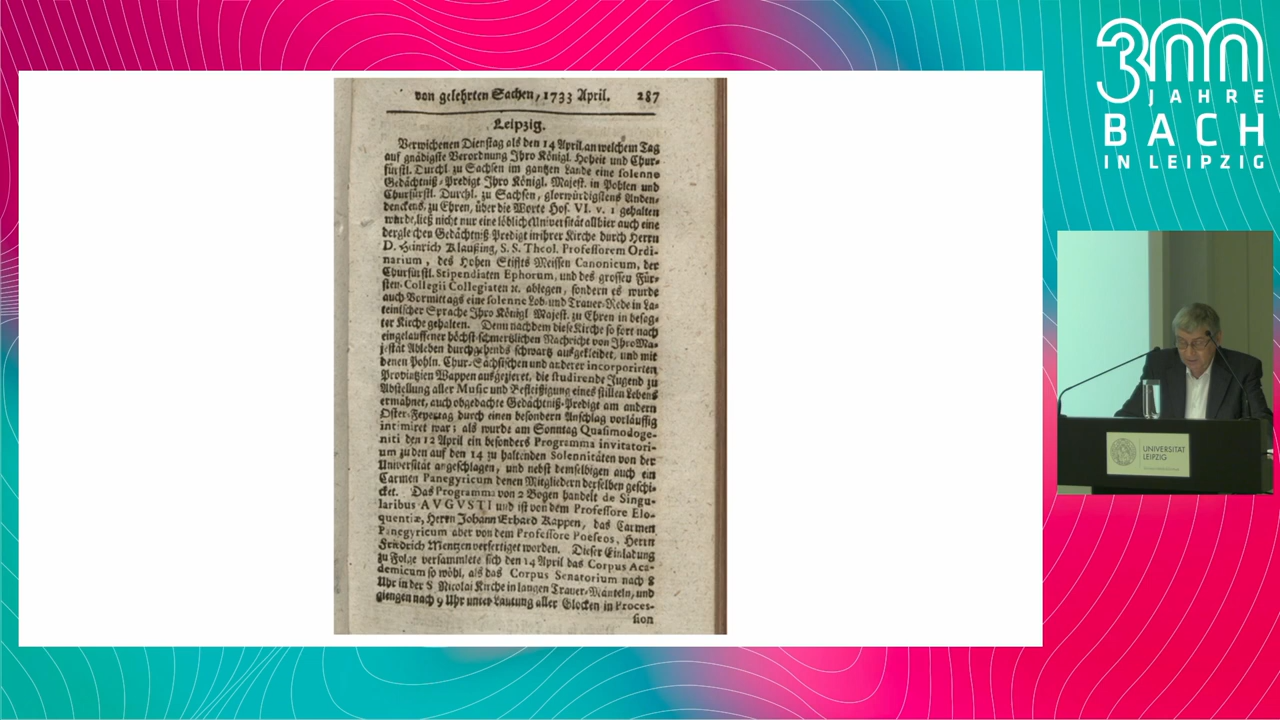 von gelehrten Sachen, 1733 April. 287
Leipzig.
Verwichenen Dienstag als den 14 April, an welchem Tag
auf gnädigste Verordnung Ihro Königl. Hoheit und Chur-
fürstl. Durchl. zu Sachsen im gantzen Lande eine solenne
Gedächtniß-Predigt Ihro Königl. Majest. in Pohlen und
Churfürstl. Durchl. zu Sachsen, glorwürdigstens Anden-
denckens, zu Ehren, über die Worte Hos. VI. v. 1 gehalten
wurde, ließ nicht nur eine löbliche Universität allhier auch eine
dergleichen Gedächtniß Predigt in ihrer Kirche durch Herrn
D. Hinrich Klaußing, S. S. Theol. Professorem Ordi-
narium, des Hohen Stiffts Meissen Canonicum, der
Churfürstl. Stipendiaten Ephorum, und des grossen Für-
sten-Collegii Collegiaten ꝛc. ablegen, sondern es wurde
auch Vormittags eine solenne Lob- und Trauer-Rede in La-
teinischer Sprache Ihro Königl Majest. zu Ehren in besag-
ter Kirche gehalten. Denn nachdem diese Kirche so fort nach
eingelauffener höchst-schmertzlichen Nachricht von Ihro Ma-
jestät Ableben durchgehends schwartz ausgekleidet, und mit
denen Pohln. Chur-Sächsischen und anderer incorporirten
Provintzien Wappen ausgezieret, die studirende Jugend zu
Abstellung aller Music und Befleißigung eines stillen Lebens
ermahnet, auch obgedachte Gedächtniß-Predigt am andern
Oster-Feyertag durch einen besondern Anschlag vorläuffig
intimiret war; als wurde am Sonntag Quasimodoge-
niti den 12 April ein besonders Programma invitatori-
um zu den auf den 14 zu haltenden Solennitäten von der
Universität angeschlagen, und nebst demselbigen auch ein
Carmen Panegyricum denen Mitgliedern derselben geschi-
cket. Das Programma von 2 Bogen handelt de Singu-
laribus AVGVSTI und ist von dem Professore Elo-
quentiæ, Herrn Johann Erhard Kappen, das Carmen
Panegyricum aber von dem Professore Poeseos, Herrn
Friedrich Mentzen verfertiget worden. Dieser Einladung
zu Folge versammlete sich den 14 April das Corpus Aca-
demicum so wohl, als das Corpus Senatorium nach 8
Uhr in der S Nicolai Kirche in langen Trauer-Mänteln, und
giengen nach 9 Uhr unter Lautung aller Glocken in Proces-
sion
300
JAHRE
BACH
IN LEIPZIG
UNIVERSITÄT
LEIPZIG